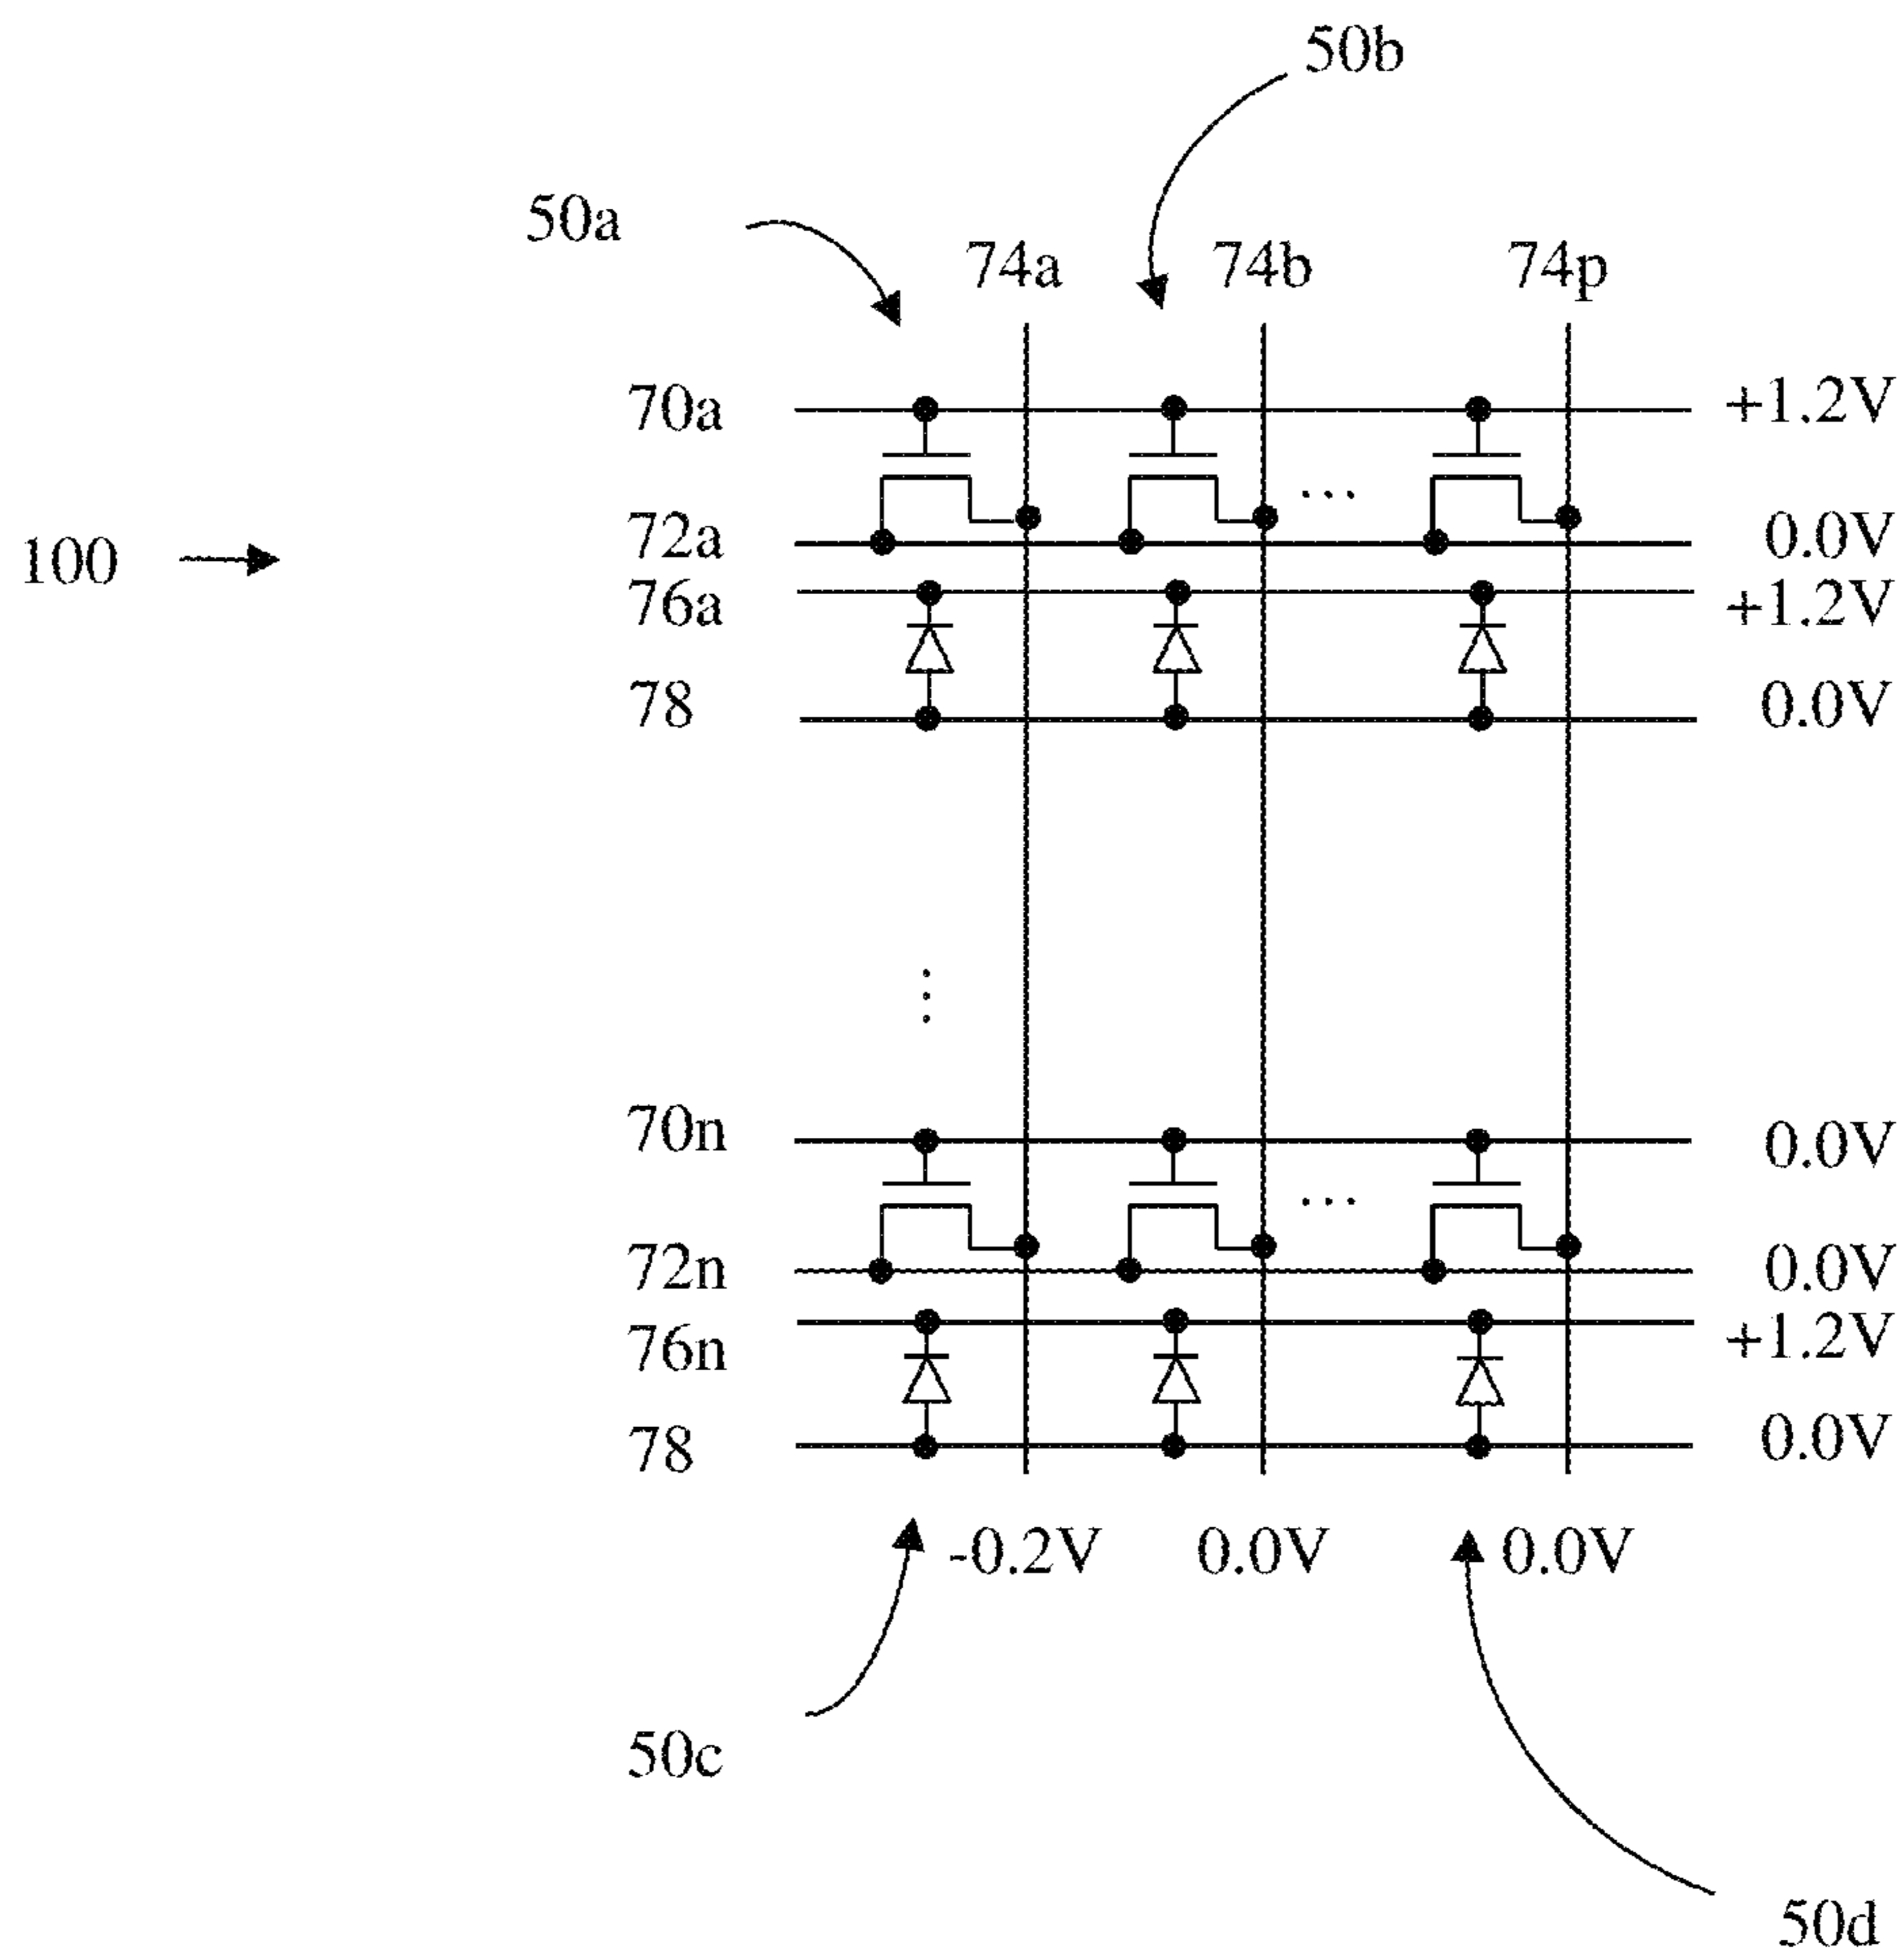 50b
50a
74a 74b 74p
70a +1.2V
...
72a 0.0V
100
76a +1.2V
78 0.0V
70n 0.0V
...
72n 0.0V
76n +1.2V
78 0.0V
-0.2V 0.0V 0.0V
50c
50d